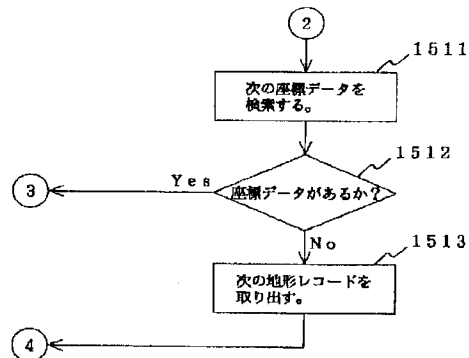 2
1511
次の座標データを
検索する。
1512
Yes
3
座標データがあるか?
No
1513
次の地形レコードを
取り出す。
4